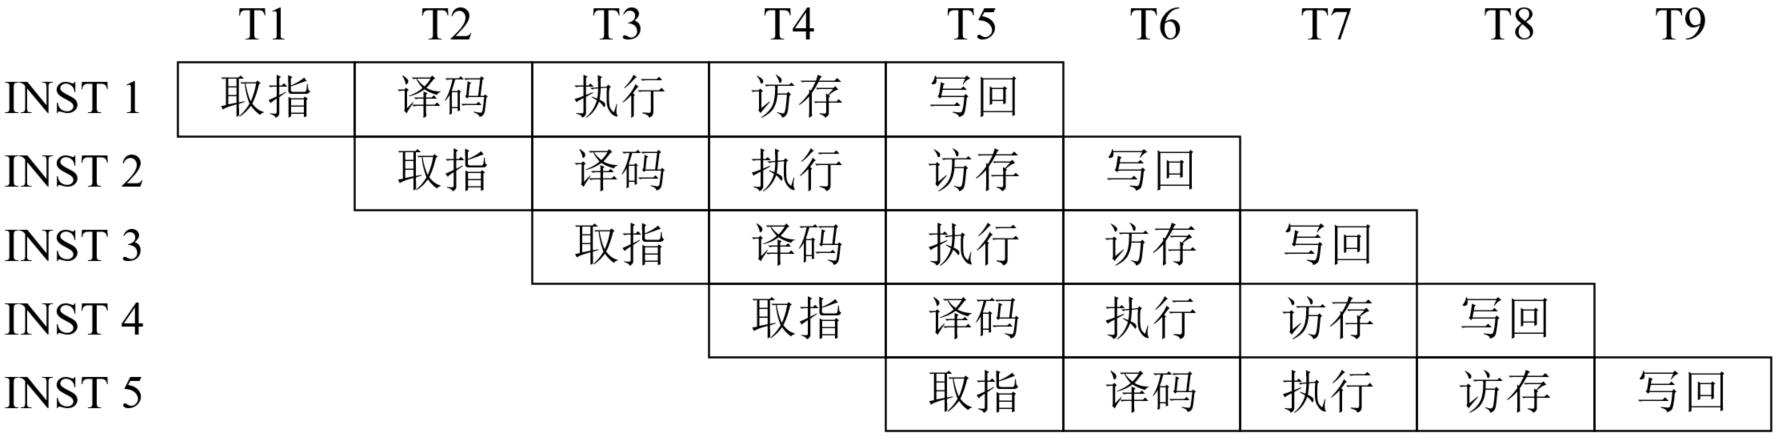 T1 T2 T3 T4 T5 T6 T7 T8 T9
INST 1 取指 译码 执行 访存 写回
INST 2 取指 译码 执行 访存 写回
INST 3 取指 译码 执行 访存 写回
INST 4 取指 译码 执行 访存 写回
INST 5 取指 译码 执行 访存 写回